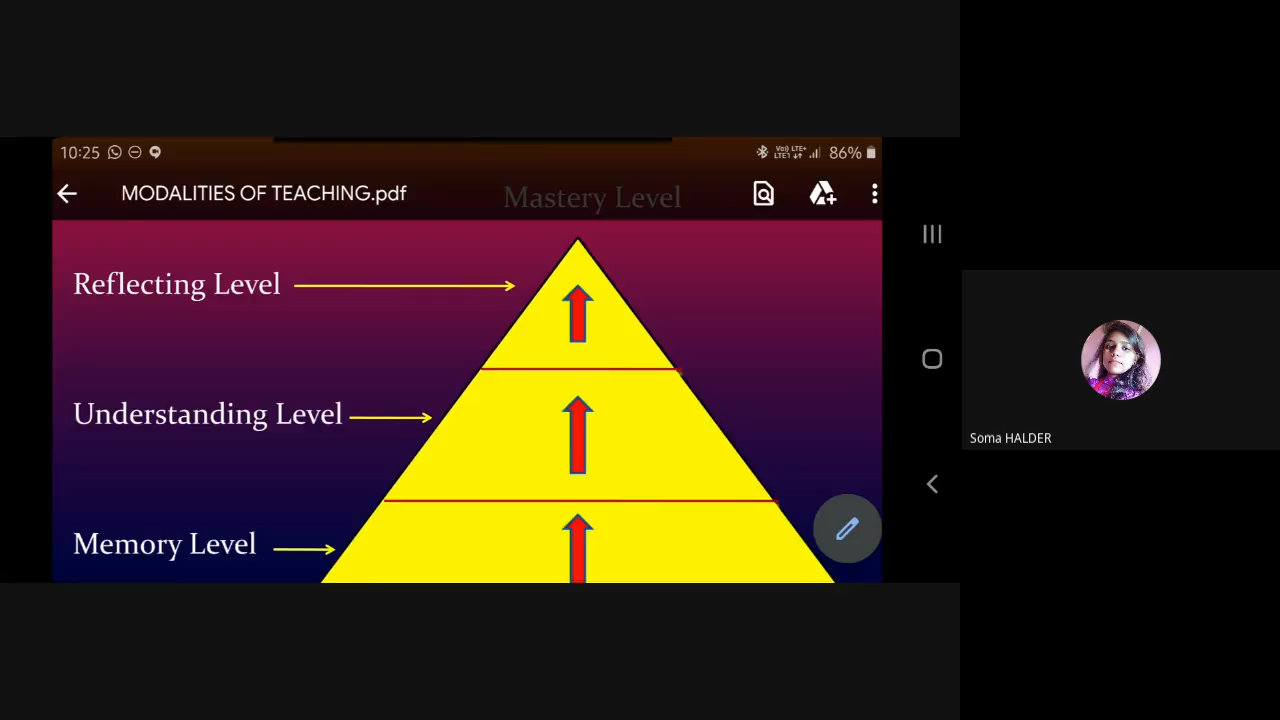 10:25 86%
MODALITIES OF TEACHING.pdf
Mastery Level
Reflecting Level
Understanding Level
Memory Level
Soma HALDER